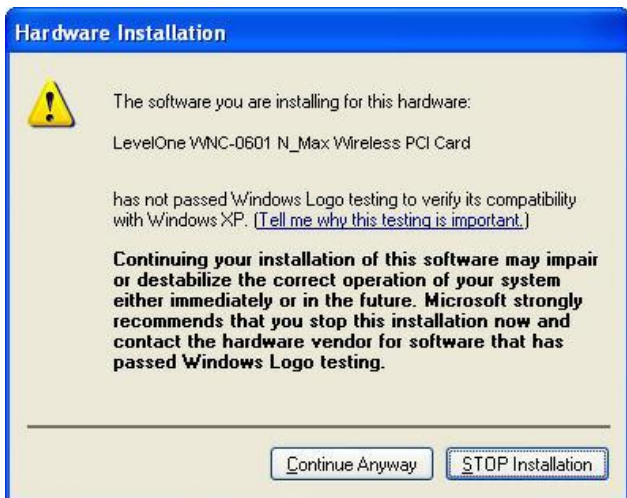 Hardware Installation
The software you are installing for this hardware:
LevelOne WNC-0601 N_Max Wireless PCI Card
has not passed Windows Logo testing to verify its compatibility
with Windows XP. (Tell me why this testing is important.)
Continuing your installation of this software may impair
or destabilize the correct operation of your system
either immediately or in the future. Microsoft strongly
recommends that you stop this installation now and
contact the hardware vendor for software that has
passed Windows Logo testing.
Continue Anyway
STOP Installation